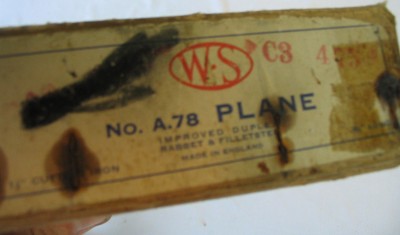 W.S C3 4
No. A.78 PLANE
IMPROVED DUPLEX
RABBET & FILLETSTER
MADE IN ENGLAND